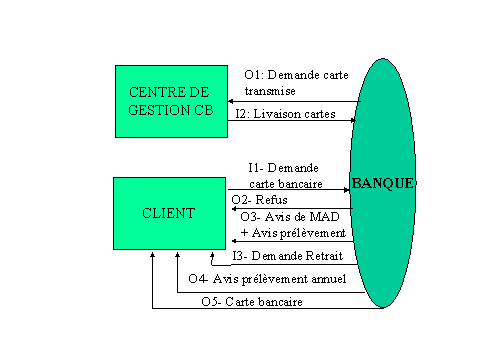 O1: Demande carte
transmise
CENTRE DE
GESTION CB
I2: Livaison cartes
I1- Demande
carte bancaire
BANQUE
O2- Refus
CLIENT
O3- Avis de MAD
+ Avis prélèvement
I3- Demande Retrait
O4- Avis prélèvement annuel
O5- Carte bancaire